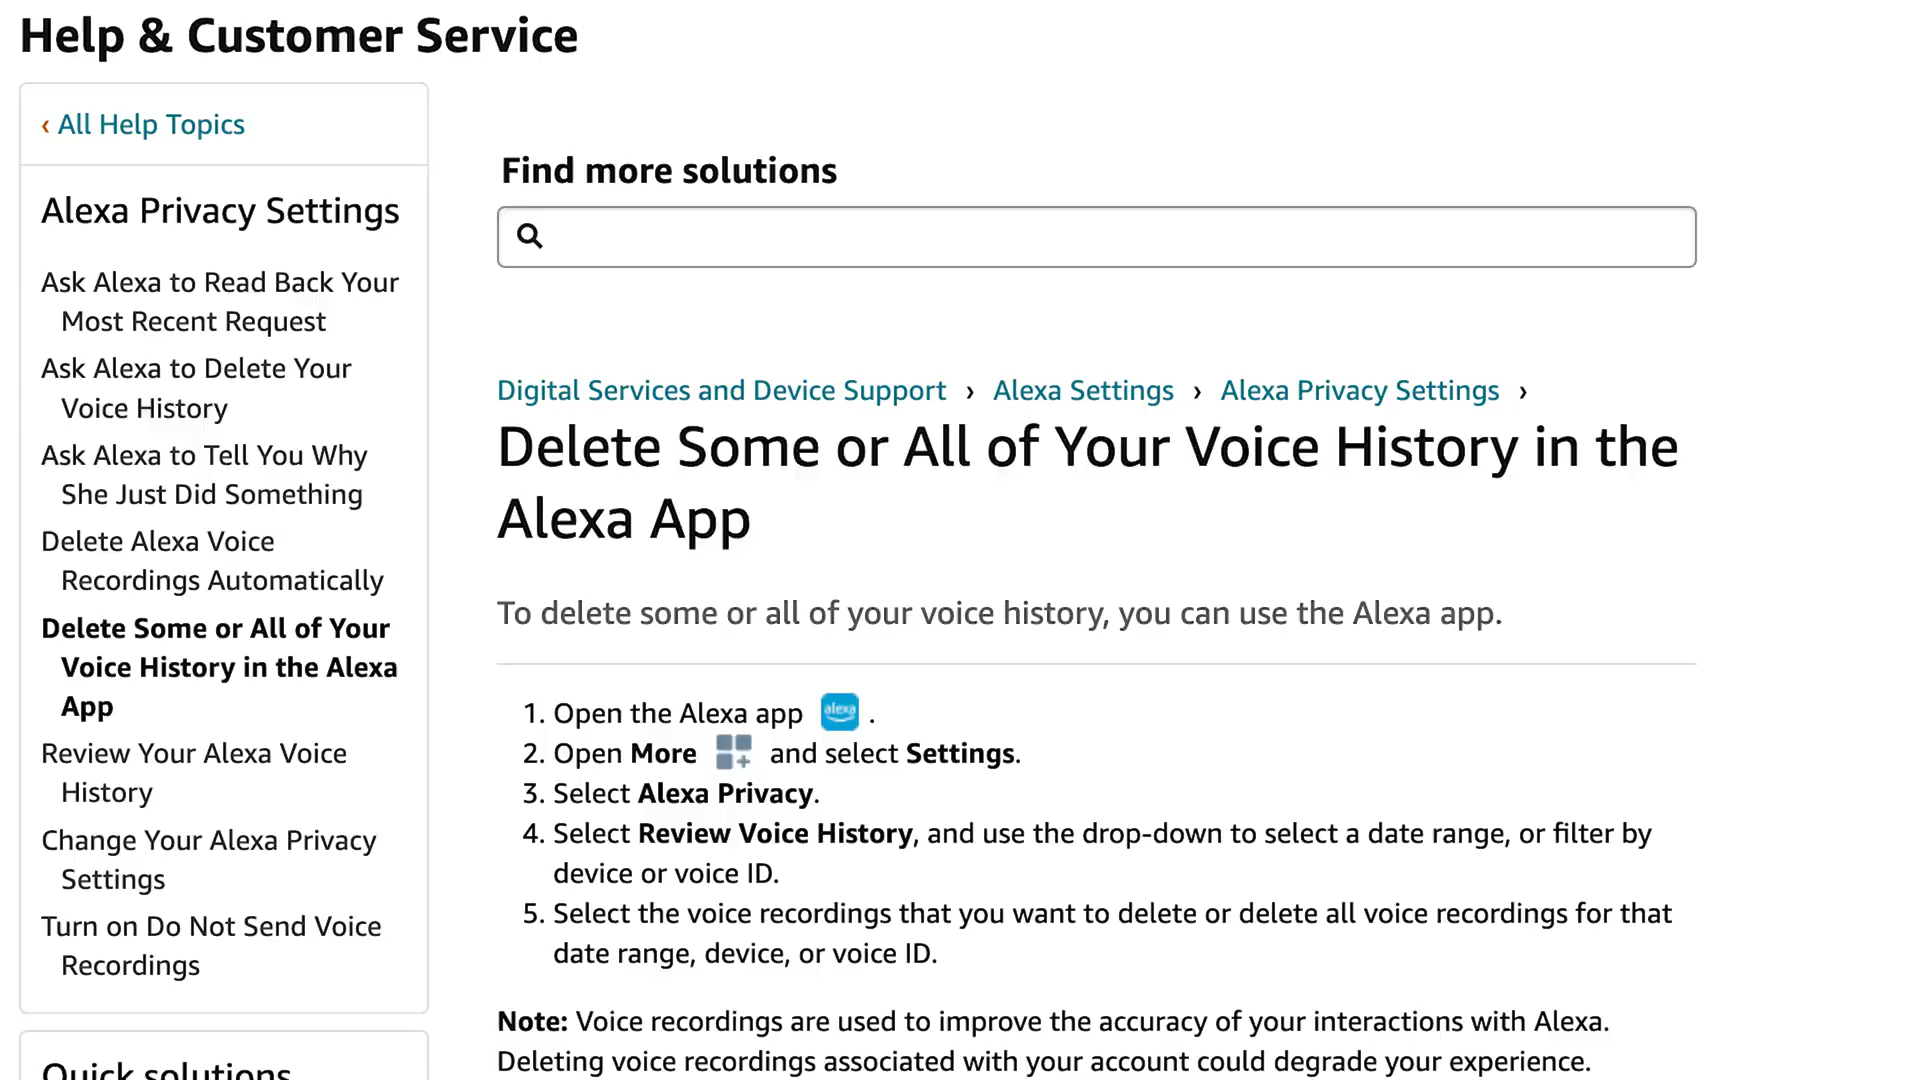 Help & Customer Service
‹ All Help Topics
Alexa Privacy Settings
Ask Alexa to Read Back Your
Most Recent Request
Ask Alexa to Delete Your
Voice History
Ask Alexa to Tell You Why
She Just Did Something
Delete Alexa Voice
Recordings Automatically
Delete Some or All of Your
Voice History in the Alexa
App
Review Your Alexa Voice
History
Change Your Alexa Privacy
Settings
Turn on Do Not Send Voice
Recordings
Quick solutions
Find more solutions
Digital Services and Device Support › Alexa Settings › Alexa Privacy Settings ›
Delete Some or All of Your Voice History in the
Alexa App
To delete some or all of your voice history, you can use the Alexa app.
1. Open the Alexa app alexa .
2. Open More and select Settings.
3. Select Alexa Privacy.
4. Select Review Voice History, and use the drop-down to select a date range, or filter by
device or voice ID.
5. Select the voice recordings that you want to delete or delete all voice recordings for that
date range, device, or voice ID.
Note: Voice recordings are used to improve the accuracy of your interactions with Alexa.
Deleting voice recordings associated with your account could degrade your experience.